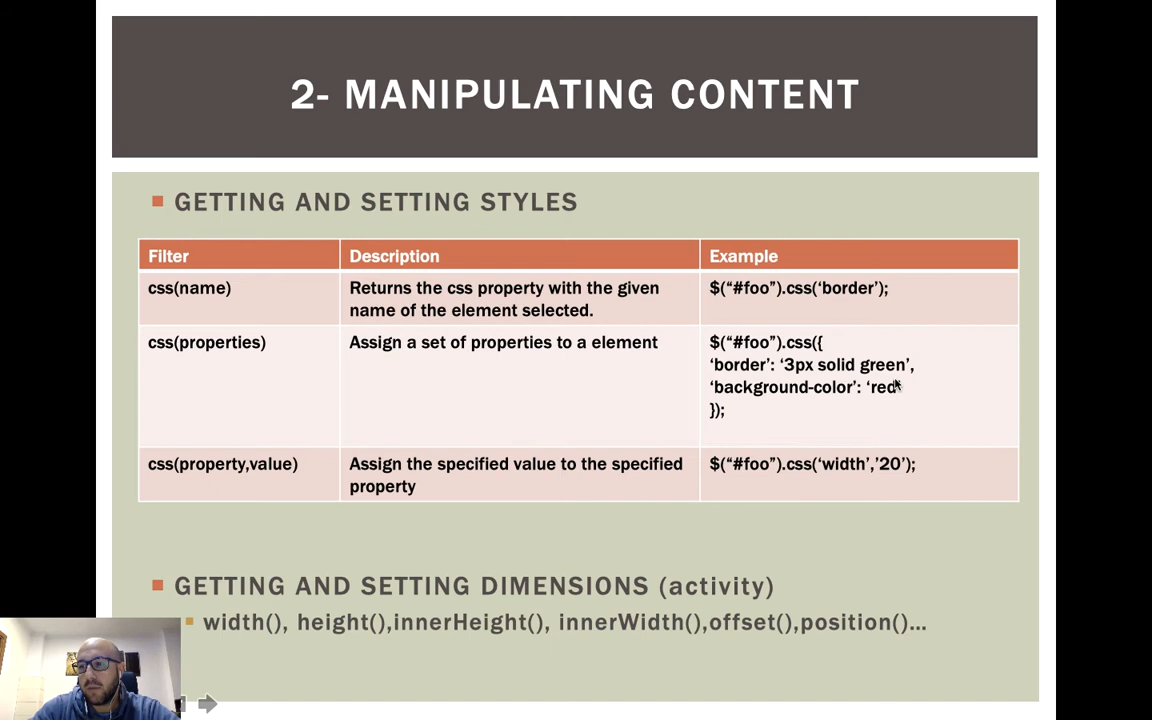 2- MANIPULATING CONTENT
GETTING AND SETTING STYLES
Filter Description Example
css(name) Returns the css property with the given $(“#foo”).css(‘border’);
name of the element selected.
css(properties) Assign a set of properties to a element $(“#foo”).css({
‘border’: ‘3px solid green’,
‘background-color’: ‘red’
});
css(property,value) Assign the specified value to the specified $(“#foo”).css(‘width’,’20’);
property
GETTING AND SETTING DIMENSIONS (activity)
width(), height(),innerHeight(), innerWidth(),offset(),position()...